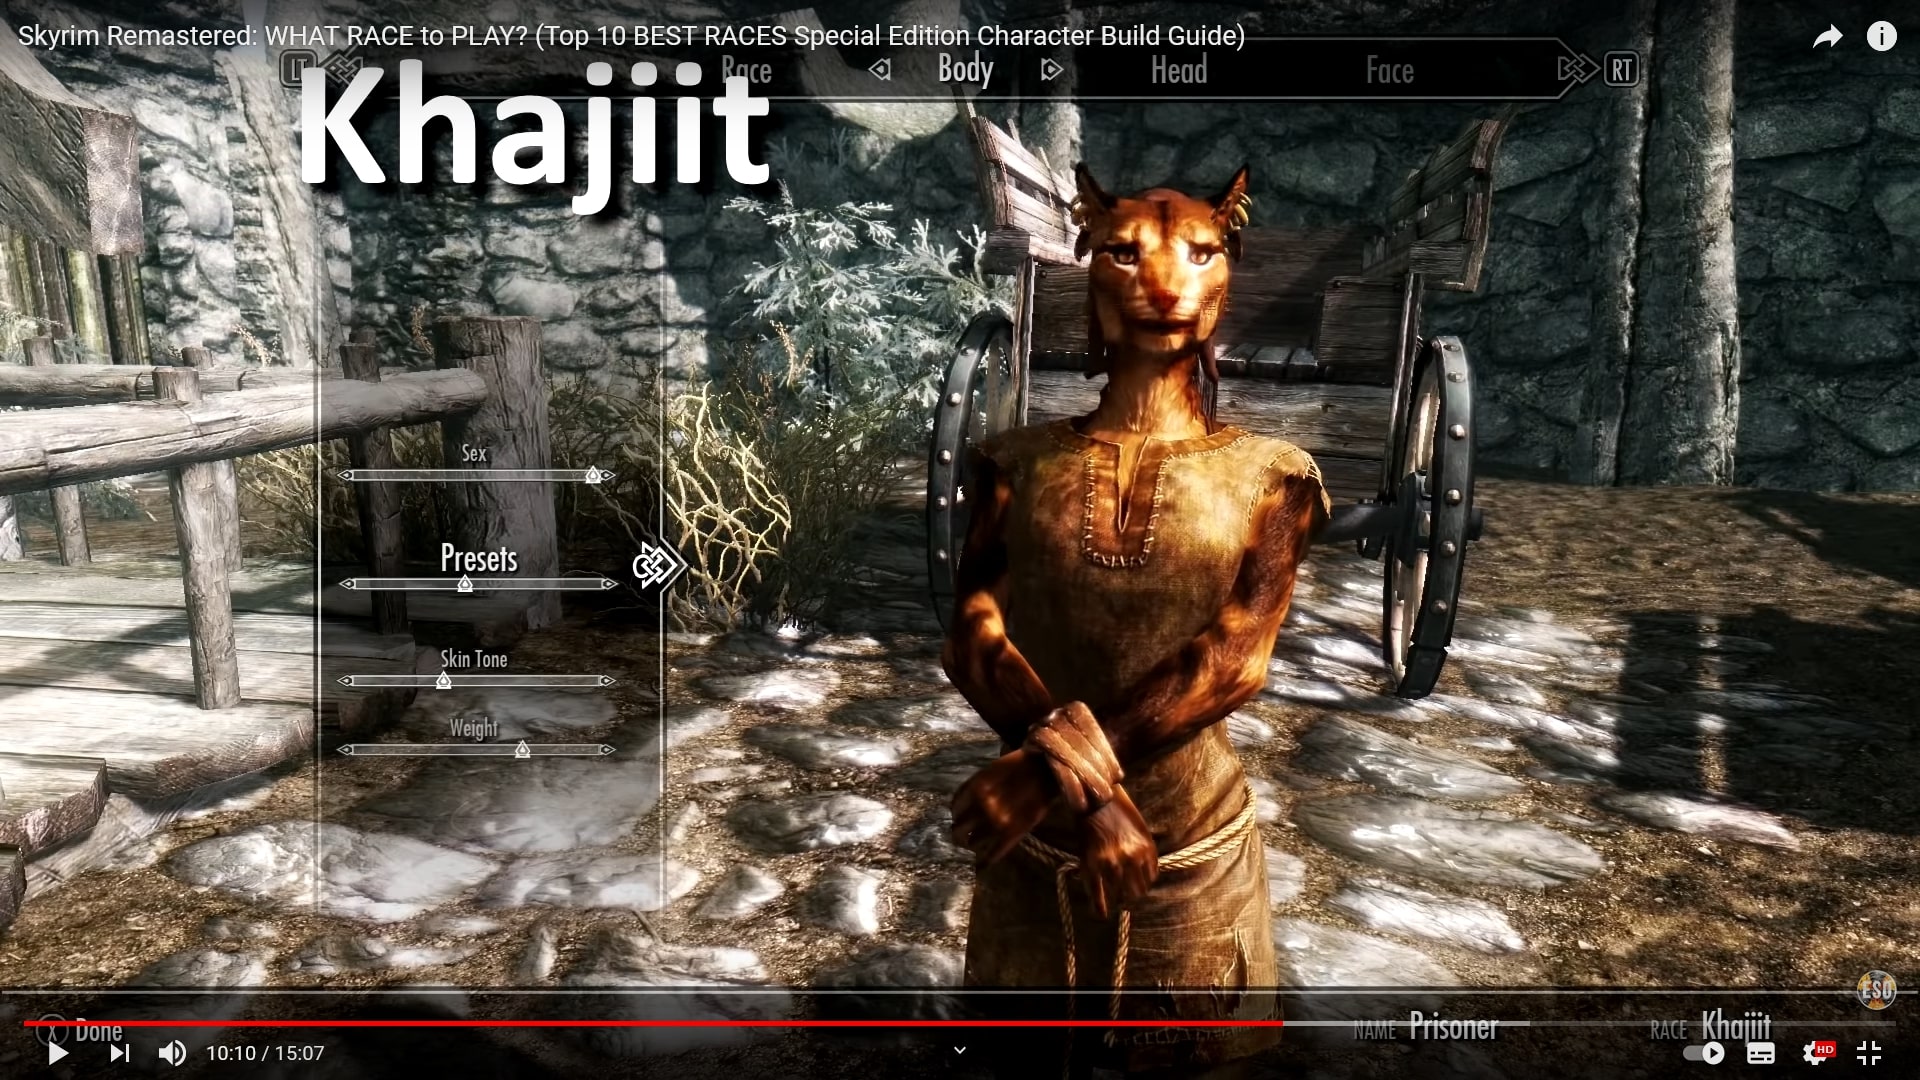 Skyrim Remastered: WHAT RACE to PLAY? (Top 10 BEST RACES Special Edition Character Build Guide)
LT Race Body Head Face RT
Khajiit
Sex
Presets
Skin Tone
Weight
ESO
X Done NAME Prisoner RACE Khajiit
10:10 / 15:07 HD